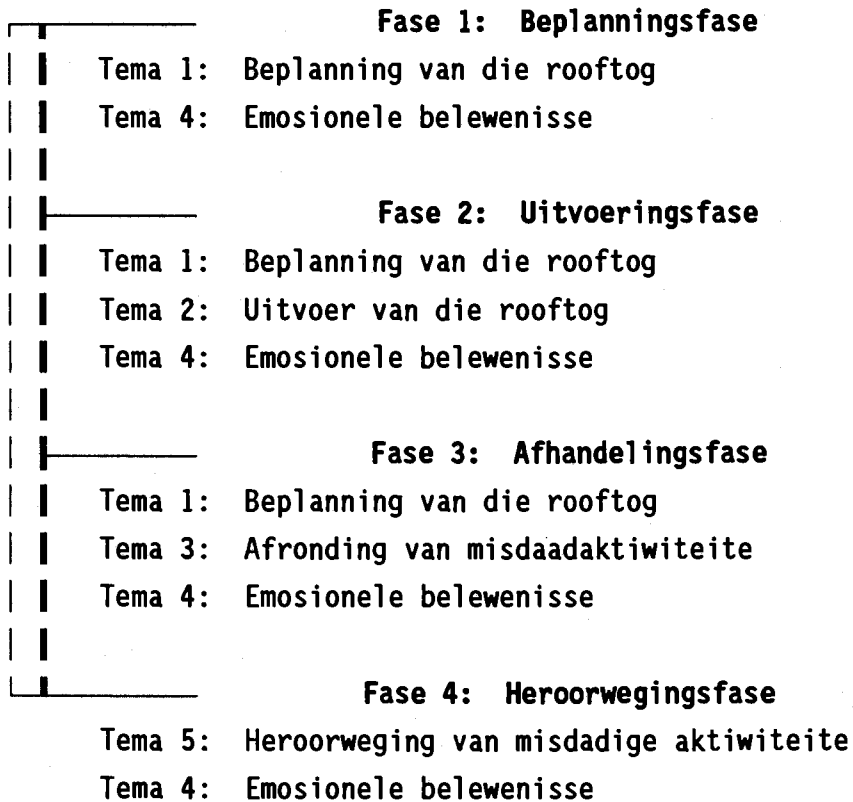 Fase 1: Beplanningsfase
Tema 1: Beplanning van die rooftog
Tema 4: Emosionele belewenisse
Fase 2: Uitvoeringsfase
Tema 1: Beplanning van die rooftog
Tema 2: Uitvoer van die rooftog
Tema 4: Emosionele belewenisse
Fase 3: Afhandelingsfase
Tema 1: Beplanning van die rooftog
Tema 3: Afronding van misdaadaktiwiteite
Tema 4: Emosionele belewenisse
Fase 4: Heroorwegingsfase
Tema 5: Heroorweging van misdadige aktiwiteite
Tema 4: Emosionele belewenisse